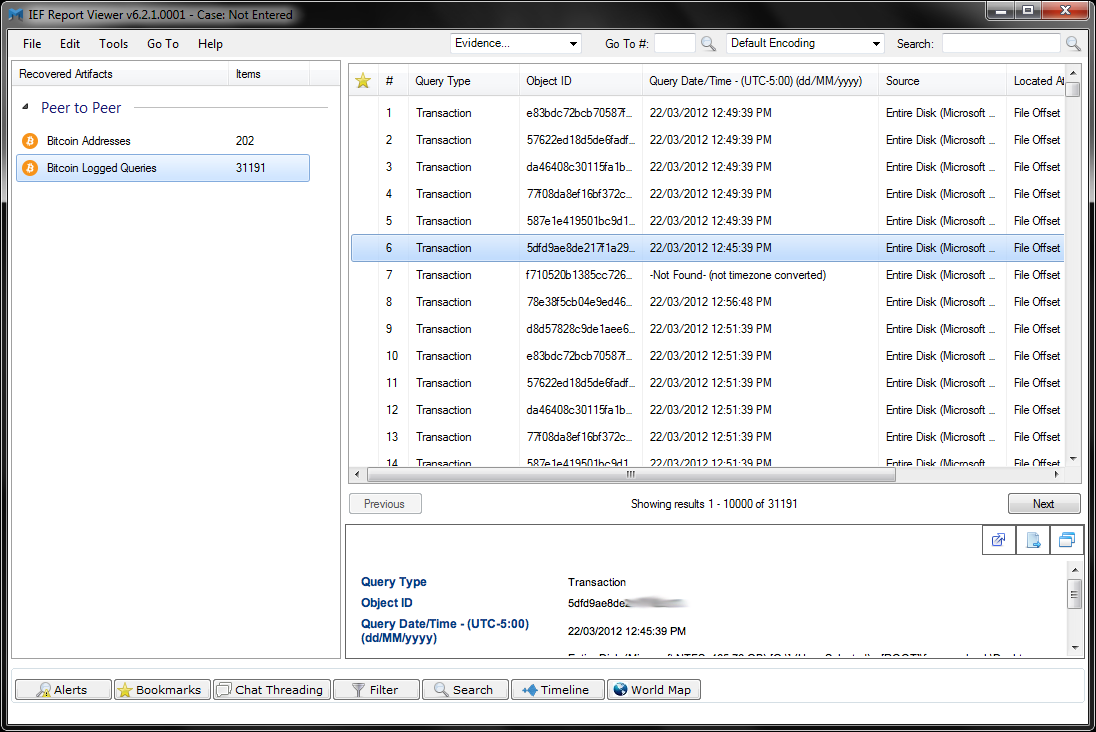 IEF Report Viewer v6.2.1.0001 - Case: Not Entered
File Edit Tools Go To Help Evidence... Go To #: Default Encoding Search:
Recovered Artifacts Items
Peer to Peer
Bitcoin Addresses 202
Bitcoin Logged Queries 31191
# Query Type Object ID Query Date/Time - (UTC-5:00) (dd/MM/yyyy) Source Located At
1 Transaction e83bdc72bcb70587f... 22/03/2012 12:49:39 PM Entire Disk (Microsoft ... File Offset
2 Transaction 57622ed18d5de6fadf... 22/03/2012 12:49:39 PM Entire Disk (Microsoft ... File Offset
3 Transaction da46408c30115fa1b... 22/03/2012 12:49:39 PM Entire Disk (Microsoft ... File Offset
4 Transaction 77f08da8ef16bf372c... 22/03/2012 12:49:39 PM Entire Disk (Microsoft ... File Offset
5 Transaction 587e1e419501bc9d1... 22/03/2012 12:49:39 PM Entire Disk (Microsoft ... File Offset
6 Transaction 5dfd9ae8de217f1a29... 22/03/2012 12:45:39 PM Entire Disk (Microsoft ... File Offset
7 Transaction f710520b1385cc726... -Not Found- (not timezone converted) Entire Disk (Microsoft ... File Offset
8 Transaction 78e38f5cb04e9ed46... 22/03/2012 12:56:48 PM Entire Disk (Microsoft ... File Offset
9 Transaction d8d57828c9de1aee6... 22/03/2012 12:51:39 PM Entire Disk (Microsoft ... File Offset
10 Transaction e83bdc72bcb70587f... 22/03/2012 12:51:39 PM Entire Disk (Microsoft ... File Offset
11 Transaction 57622ed18d5de6fadf... 22/03/2012 12:51:39 PM Entire Disk (Microsoft ... File Offset
12 Transaction da46408c30115fa1b... 22/03/2012 12:51:39 PM Entire Disk (Microsoft ... File Offset
13 Transaction 77f08da8ef16bf372c... 22/03/2012 12:51:39 PM Entire Disk (Microsoft ... File Offset
14 Transaction 587e1e419501bc9d1... 22/03/2012 12:51:39 PM Entire Disk (Microsoft ... File Offset
Previous Showing results 1 - 10000 of 31191 Next
Query Type Transaction
Object ID 5dfd9ae8de2
Query Date/Time - (UTC-5:00)
(dd/MM/yyyy) 22/03/2012 12:45:39 PM
Alerts Bookmarks Chat Threading Filter Search Timeline World Map